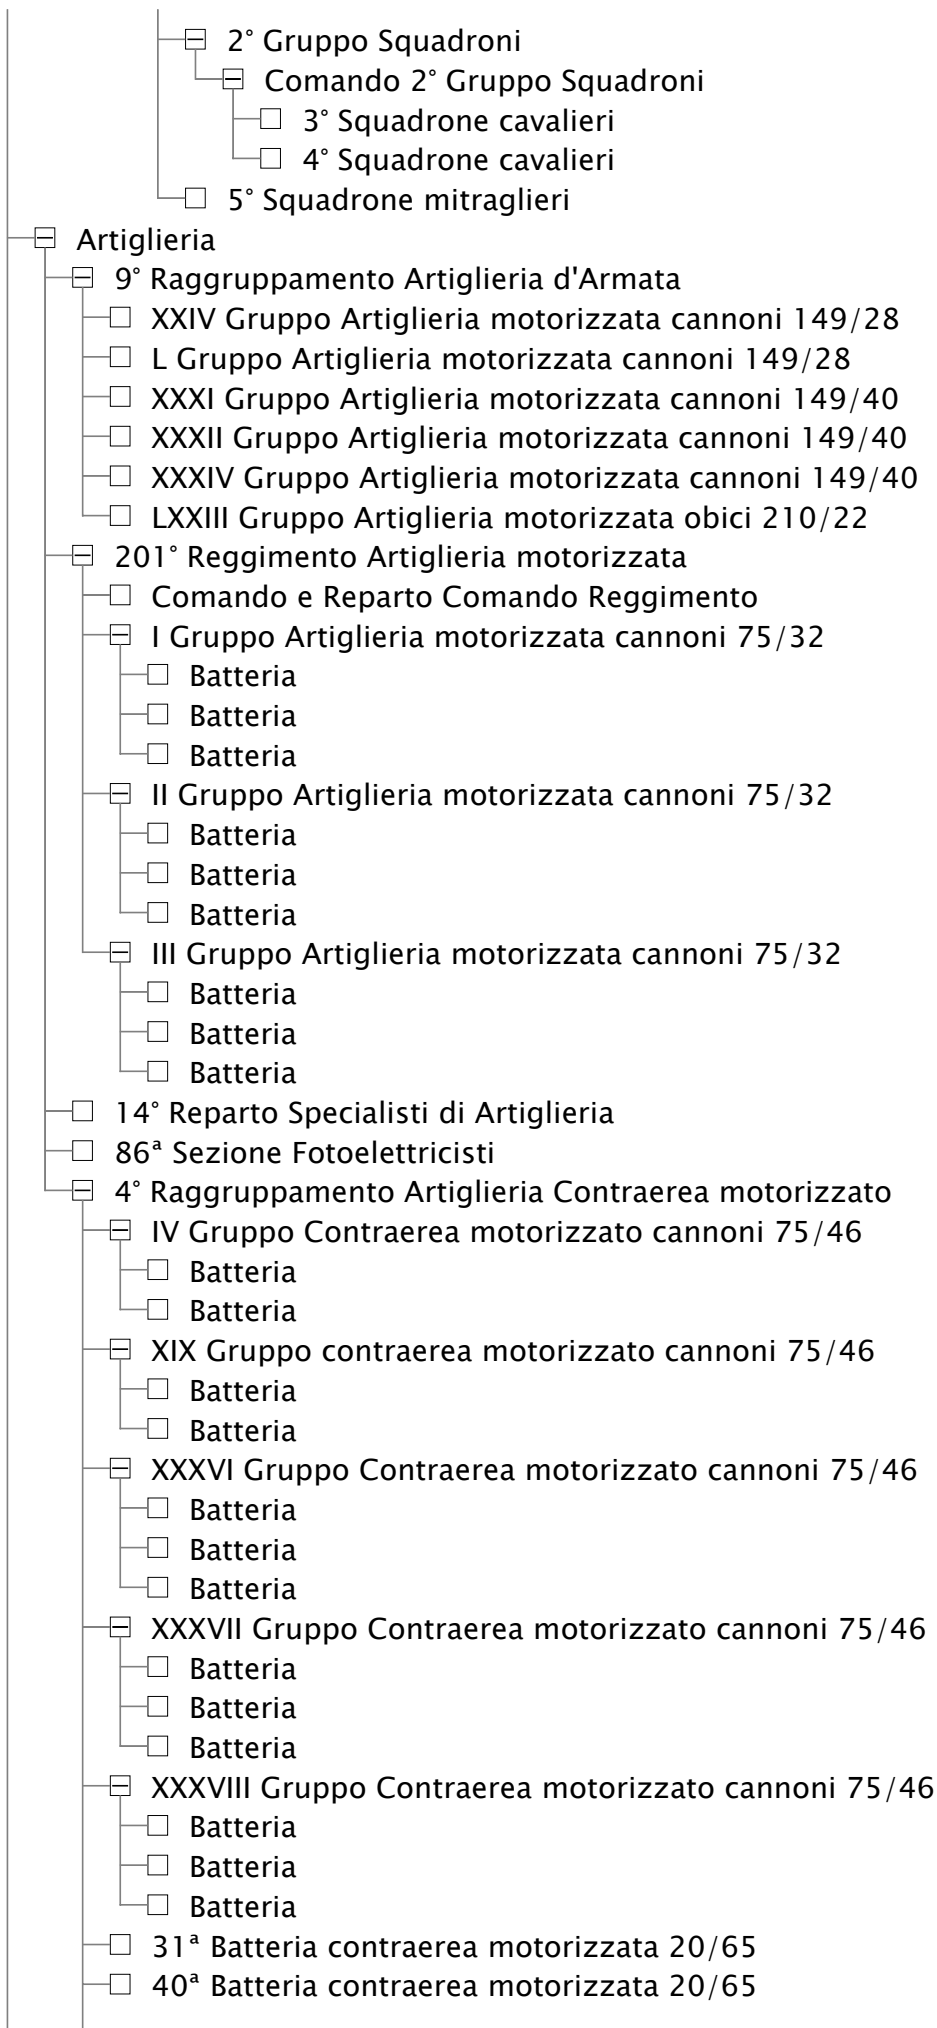 2° Gruppo Squadroni
Comando 2° Gruppo Squadroni
3° Squadrone cavalieri
4° Squadrone cavalieri
5° Squadrone mitraglieri
Artiglieria
9° Raggruppamento Artiglieria d'Armata
XXIV Gruppo Artiglieria motorizzata cannoni 149/28
L Gruppo Artiglieria motorizzata cannoni 149/28
XXXI Gruppo Artiglieria motorizzata cannoni 149/40
XXXII Gruppo Artiglieria motorizzata cannoni 149/40
XXXIV Gruppo Artiglieria motorizzata cannoni 149/40
LXXIII Gruppo Artiglieria motorizzata obici 210/22
201° Reggimento Artiglieria motorizzata
Comando e Reparto Comando Reggimento
I Gruppo Artiglieria motorizzata cannoni 75/32
Batteria
Batteria
Batteria
II Gruppo Artiglieria motorizzata cannoni 75/32
Batteria
Batteria
Batteria
III Gruppo Artiglieria motorizzata cannoni 75/32
Batteria
Batteria
Batteria
14° Reparto Specialisti di Artiglieria
86ª Sezione Fotoelettricisti
4° Raggruppamento Artiglieria Contraerea motorizzato
IV Gruppo Contraerea motorizzato cannoni 75/46
Batteria
Batteria
XIX Gruppo contraerea motorizzato cannoni 75/46
Batteria
Batteria
XXXVI Gruppo Contraerea motorizzato cannoni 75/46
Batteria
Batteria
Batteria
XXXVII Gruppo Contraerea motorizzato cannoni 75/46
Batteria
Batteria
Batteria
XXXVIII Gruppo Contraerea motorizzato cannoni 75/46
Batteria
Batteria
Batteria
31ª Batteria contraerea motorizzata 20/65
40ª Batteria contraerea motorizzata 20/65